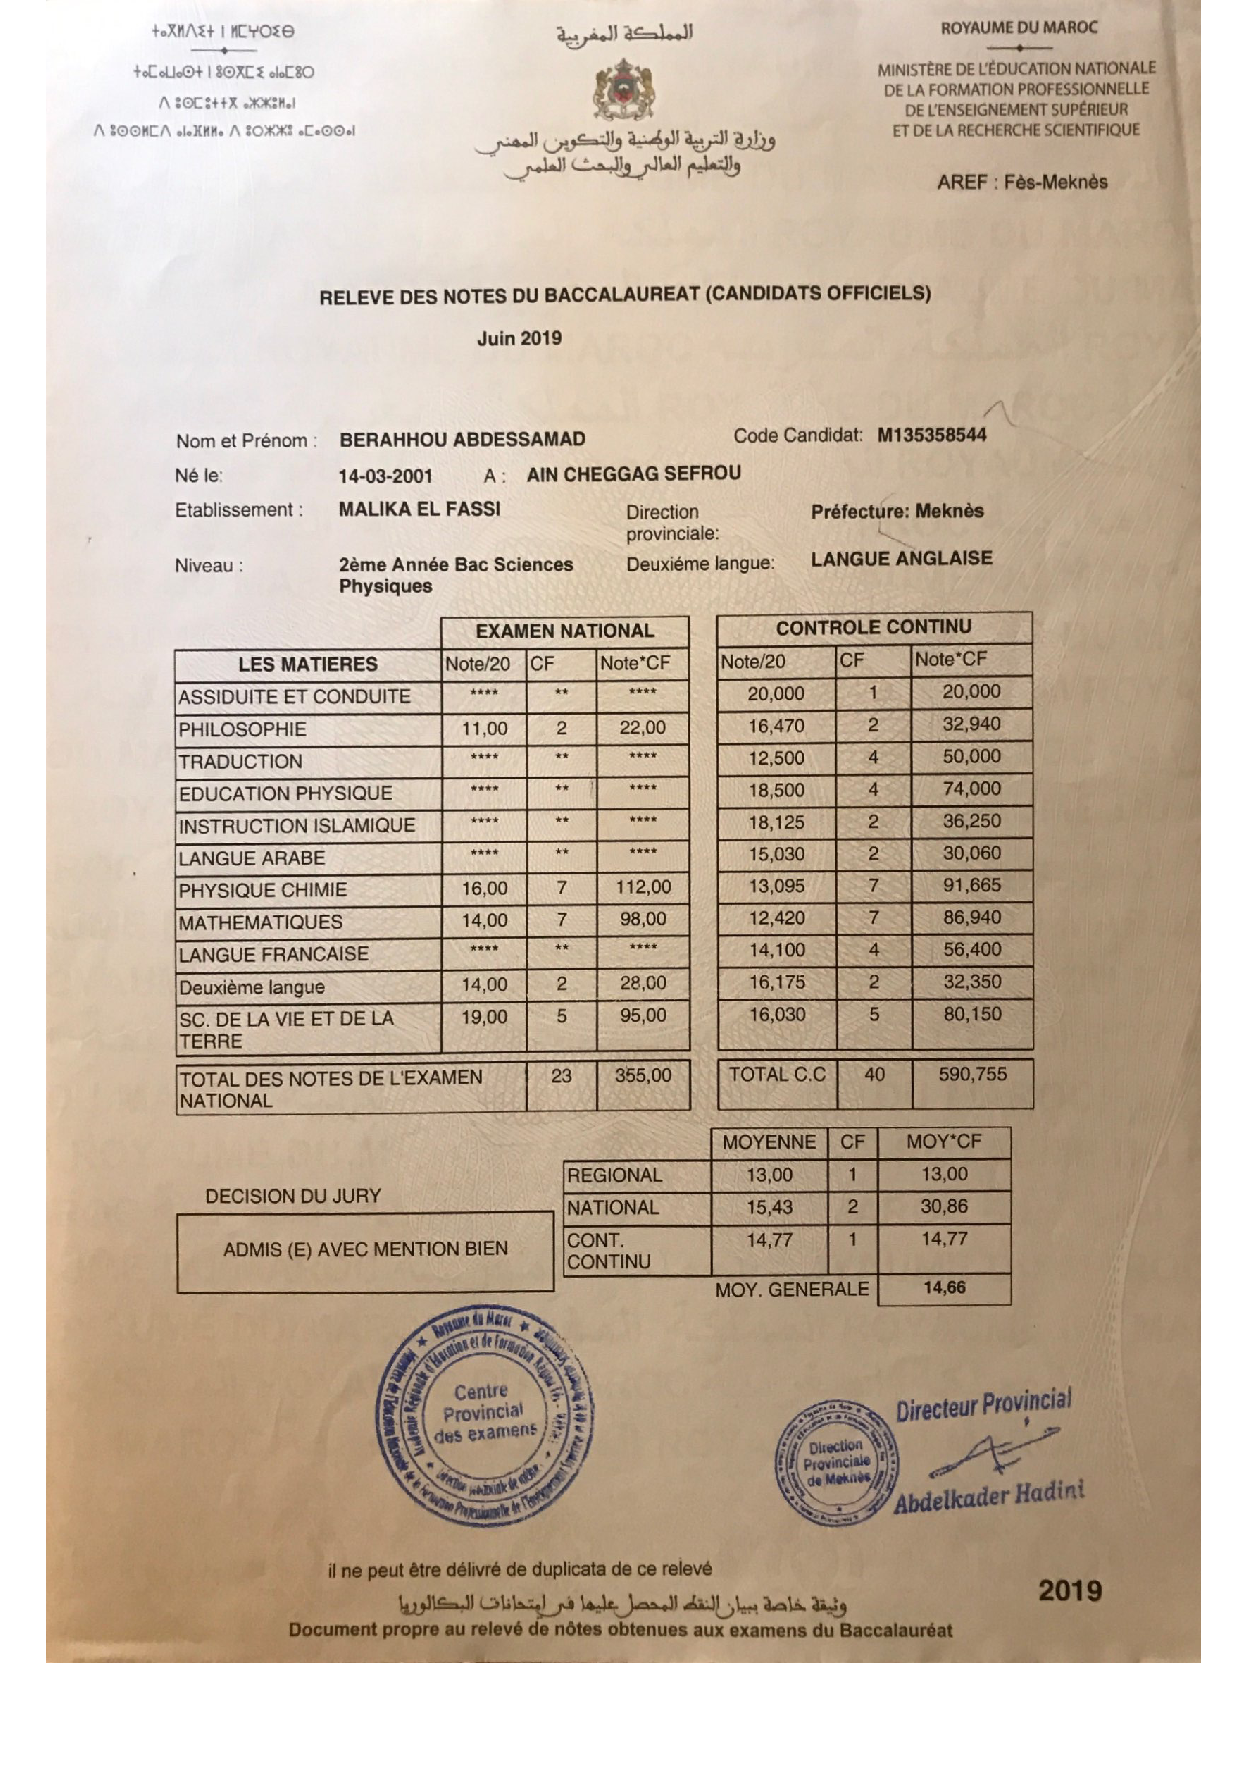 ⵜⴰⴳⵍⴷⵉⵜ ⵏ ⵍⵎⵖⵔⵉⴱ
ⵜⴰⵎⴰⵡⴰⵙⵜ ⵏ ⵓⵙⴳⵎⵉ ⴰⵏⴰⵎⵓⵔ
ⴷ ⵓⵙⵎⵓⵜⵜⴳ ⴰⵣⵣⵓⵍⴰⵏ
ⴷ ⵓⵙⵙⵍⵎⴷ ⴰⵏⴰⴼⵍⵍⴰ ⴷ ⵓⵔⵣⵣⵓ ⴰⵎⴰⵙⵙⴰⵏ
المملكة المغربية
وزارة التربية الوطنية والتكوين المهني
والتعليم العالي والبحث العلمي
ROYAUME DU MAROC
MINISTÈRE DE L'ÉDUCATION NATIONALE
DE LA FORMATION PROFESSIONNELLE
DE L'ENSEIGNEMENT SUPÉRIEUR
ET DE LA RECHERCHE SCIENTIFIQUE
AREF : Fès-Meknès
RELEVE DES NOTES DU BACCALAUREAT (CANDIDATS OFFICIELS)
Juin 2019
Nom et Prénom : BERAHHOU ABDESSAMAD Code Candidat: M135358544
Né le: 14-03-2001 A : AIN CHEGGAG SEFROU
Etablissement : MALIKA EL FASSI Direction provinciale: Préfecture: Meknès
Niveau : 2ème Année Bac Sciences Physiques Deuxiéme langue: LANGUE ANGLAISE
EXAMEN NATIONAL CONTROLE CONTINU
LES MATIERES Note/20 CF Note*CF Note/20 CF Note*CF
ASSIDUITE ET CONDUITE **** ** **** 20,000 1 20,000
PHILOSOPHIE 11,00 2 22,00 16,470 2 32,940
TRADUCTION **** ** **** 12,500 4 50,000
EDUCATION PHYSIQUE **** ** **** 18,500 4 74,000
INSTRUCTION ISLAMIQUE **** ** **** 18,125 2 36,250
LANGUE ARABE **** ** **** 15,030 2 30,060
PHYSIQUE CHIMIE 16,00 7 112,00 13,095 7 91,665
MATHEMATIQUES 14,00 7 98,00 12,420 7 86,940
LANGUE FRANCAISE **** ** **** 14,100 4 56,400
Deuxième langue 14,00 2 28,00 16,175 2 32,350
SC. DE LA VIE ET DE LA TERRE 19,00 5 95,00 16,030 5 80,150
TOTAL DES NOTES DE L'EXAMEN NATIONAL 23 355,00 TOTAL C.C 40 590,755
MOYENNE CF MOY*CF
REGIONAL 13,00 1 13,00
NATIONAL 15,43 2 30,86
CONT. CONTINU 14,77 1 14,77
MOY. GENERALE 14,66
DECISION DU JURY
ADMIS (E) AVEC MENTION BIEN
Royaume du Maroc
Centre
Provincial
des examens
Direction
Provinciale
de Meknès
Directeur Provincial
Abdelkader Hadini
il ne peut être délivré de duplicata de ce relevé
2019
وثيقة خاصة ببيان النقط المحصل عليها في امتحانات البكالوريا
Document propre au relevé de nôtes obtenues aux examens du Baccalauréat